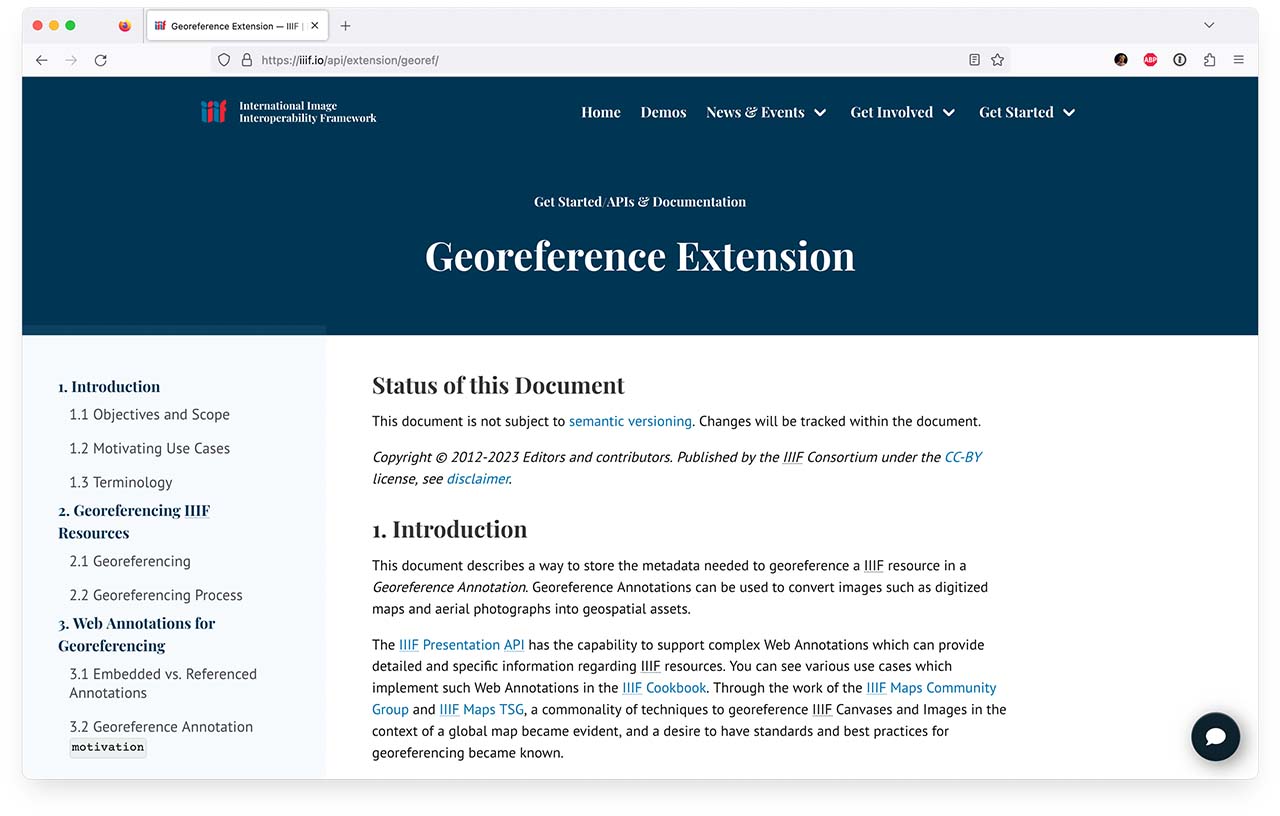 Georeference Extension — IIIF |
https://iiif.io/api/extension/georef/
ABP
International Image
Interoperability Framework
Home Demos News & Events Get Involved Get Started
Get Started/APIs & Documentation
Georeference Extension
1. Introduction
1.1 Objectives and Scope
1.2 Motivating Use Cases
1.3 Terminology
2. Georeferencing IIIF
Resources
2.1 Georeferencing
2.2 Georeferencing Process
3. Web Annotations for
Georeferencing
3.1 Embedded vs. Referenced
Annotations
3.2 Georeference Annotation
motivation
Status of this Document
This document is not subject to semantic versioning. Changes will be tracked within the document.
Copyright © 2012-2023 Editors and contributors. Published by the IIIF Consortium under the CC-BY
license, see disclaimer.
1. Introduction
This document describes a way to store the metadata needed to georeference a IIIF resource in a
Georeference Annotation. Georeference Annotations can be used to convert images such as digitized
maps and aerial photographs into geospatial assets.
The IIIF Presentation API has the capability to support complex Web Annotations which can provide
detailed and specific information regarding IIIF resources. You can see various use cases which
implement such Web Annotations in the IIIF Cookbook. Through the work of the IIIF Maps Community
Group and IIIF Maps TSG, a commonality of techniques to georeference IIIF Canvases and Images in the
context of a global map became evident, and a desire to have standards and best practices for
georeferencing became known.